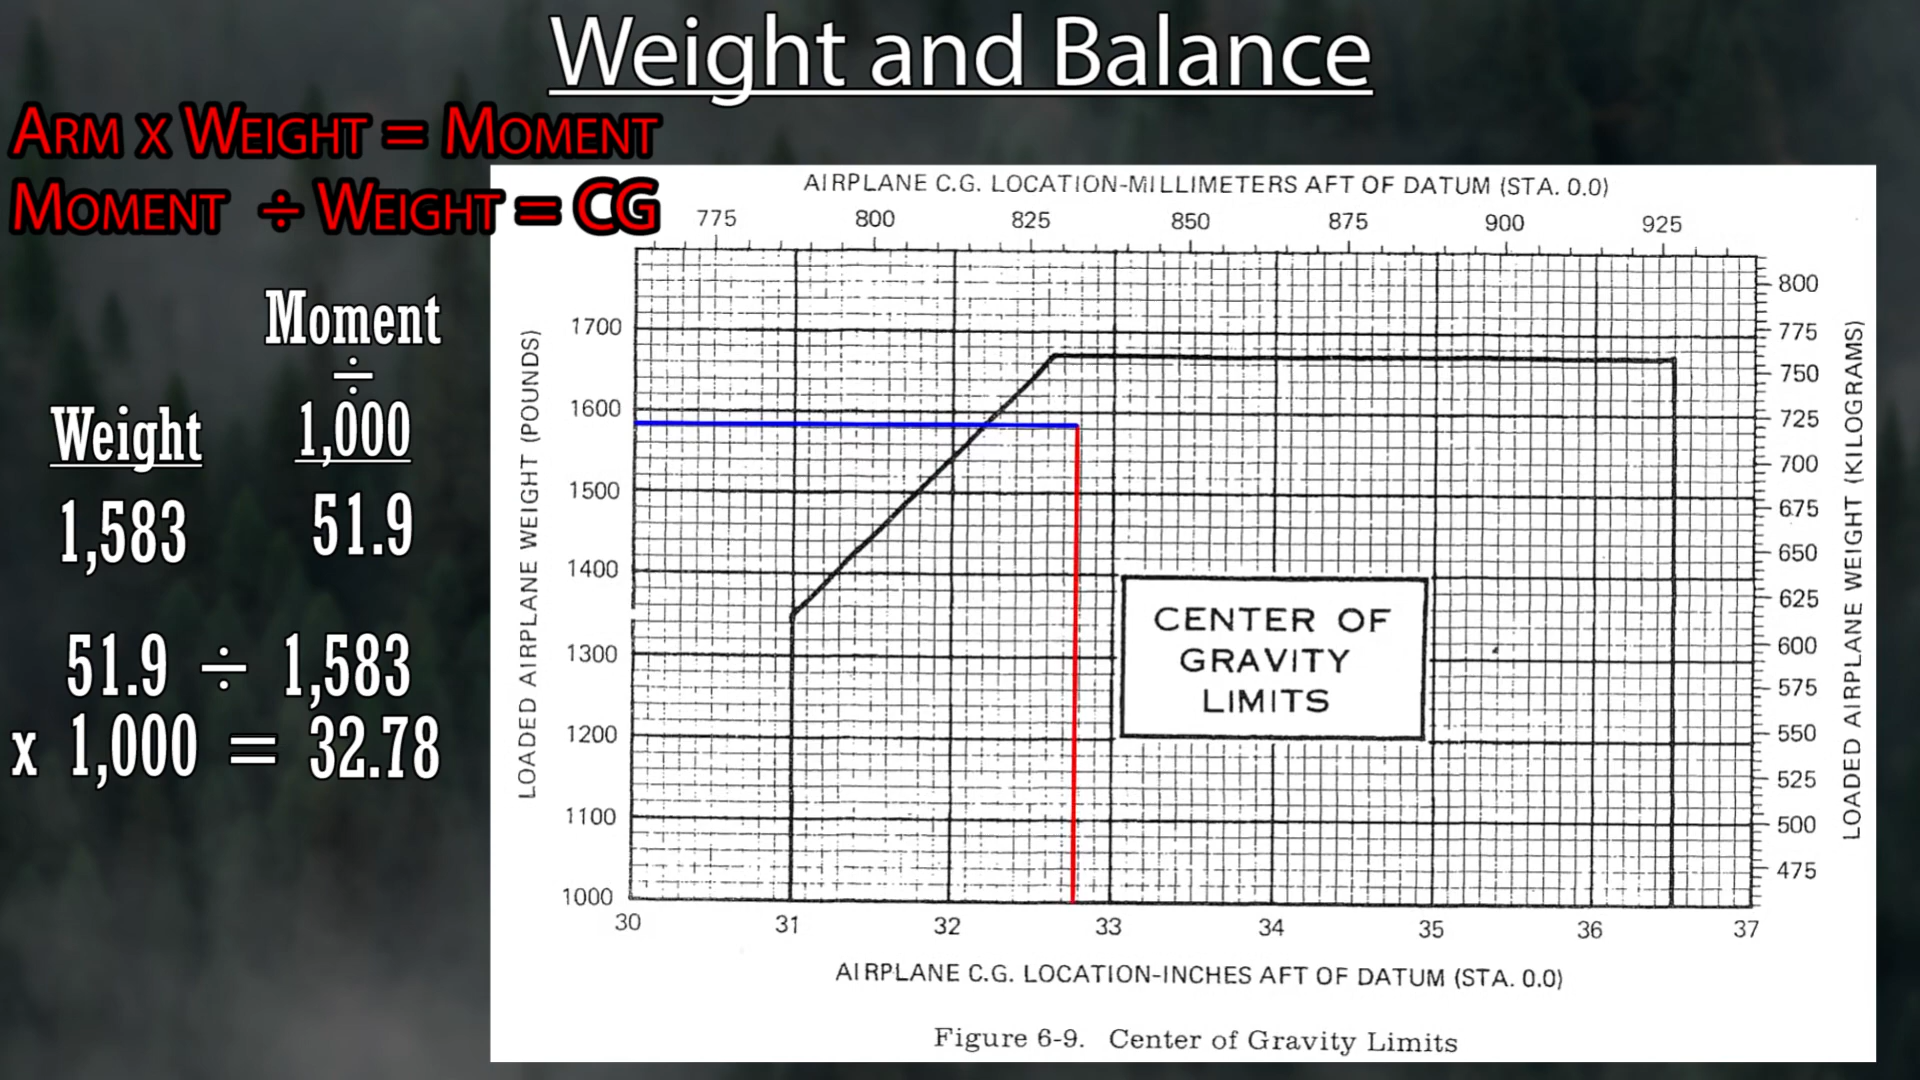 Weight and Balance
ARM X WEIGHT = MOMENT
MOMENT ÷ WEIGHT = CG
Moment
÷
Weight 1,000
1,583 51.9
51.9 ÷ 1,583
x 1,000 = 32.78
AIRPLANE C.G. LOCATION-MILLIMETERS AFT OF DATUM (STA. 0.0)
775 800 825 850 875 900 925
LOADED AIRPLANE WEIGHT (POUNDS)
1700
1600
1500
1400
1300
1200
1100
1000
CENTER OF
GRAVITY
LIMITS
800
775
750
725
700
675
650
625
600
575
550
525
500
475
LOADED AIRPLANE WEIGHT (KILOGRAMS)
30 31 32 33 34 35 36 37
AIRPLANE C.G. LOCATION-INCHES AFT OF DATUM (STA. 0.0)
Figure 6-9. Center of Gravity Limits